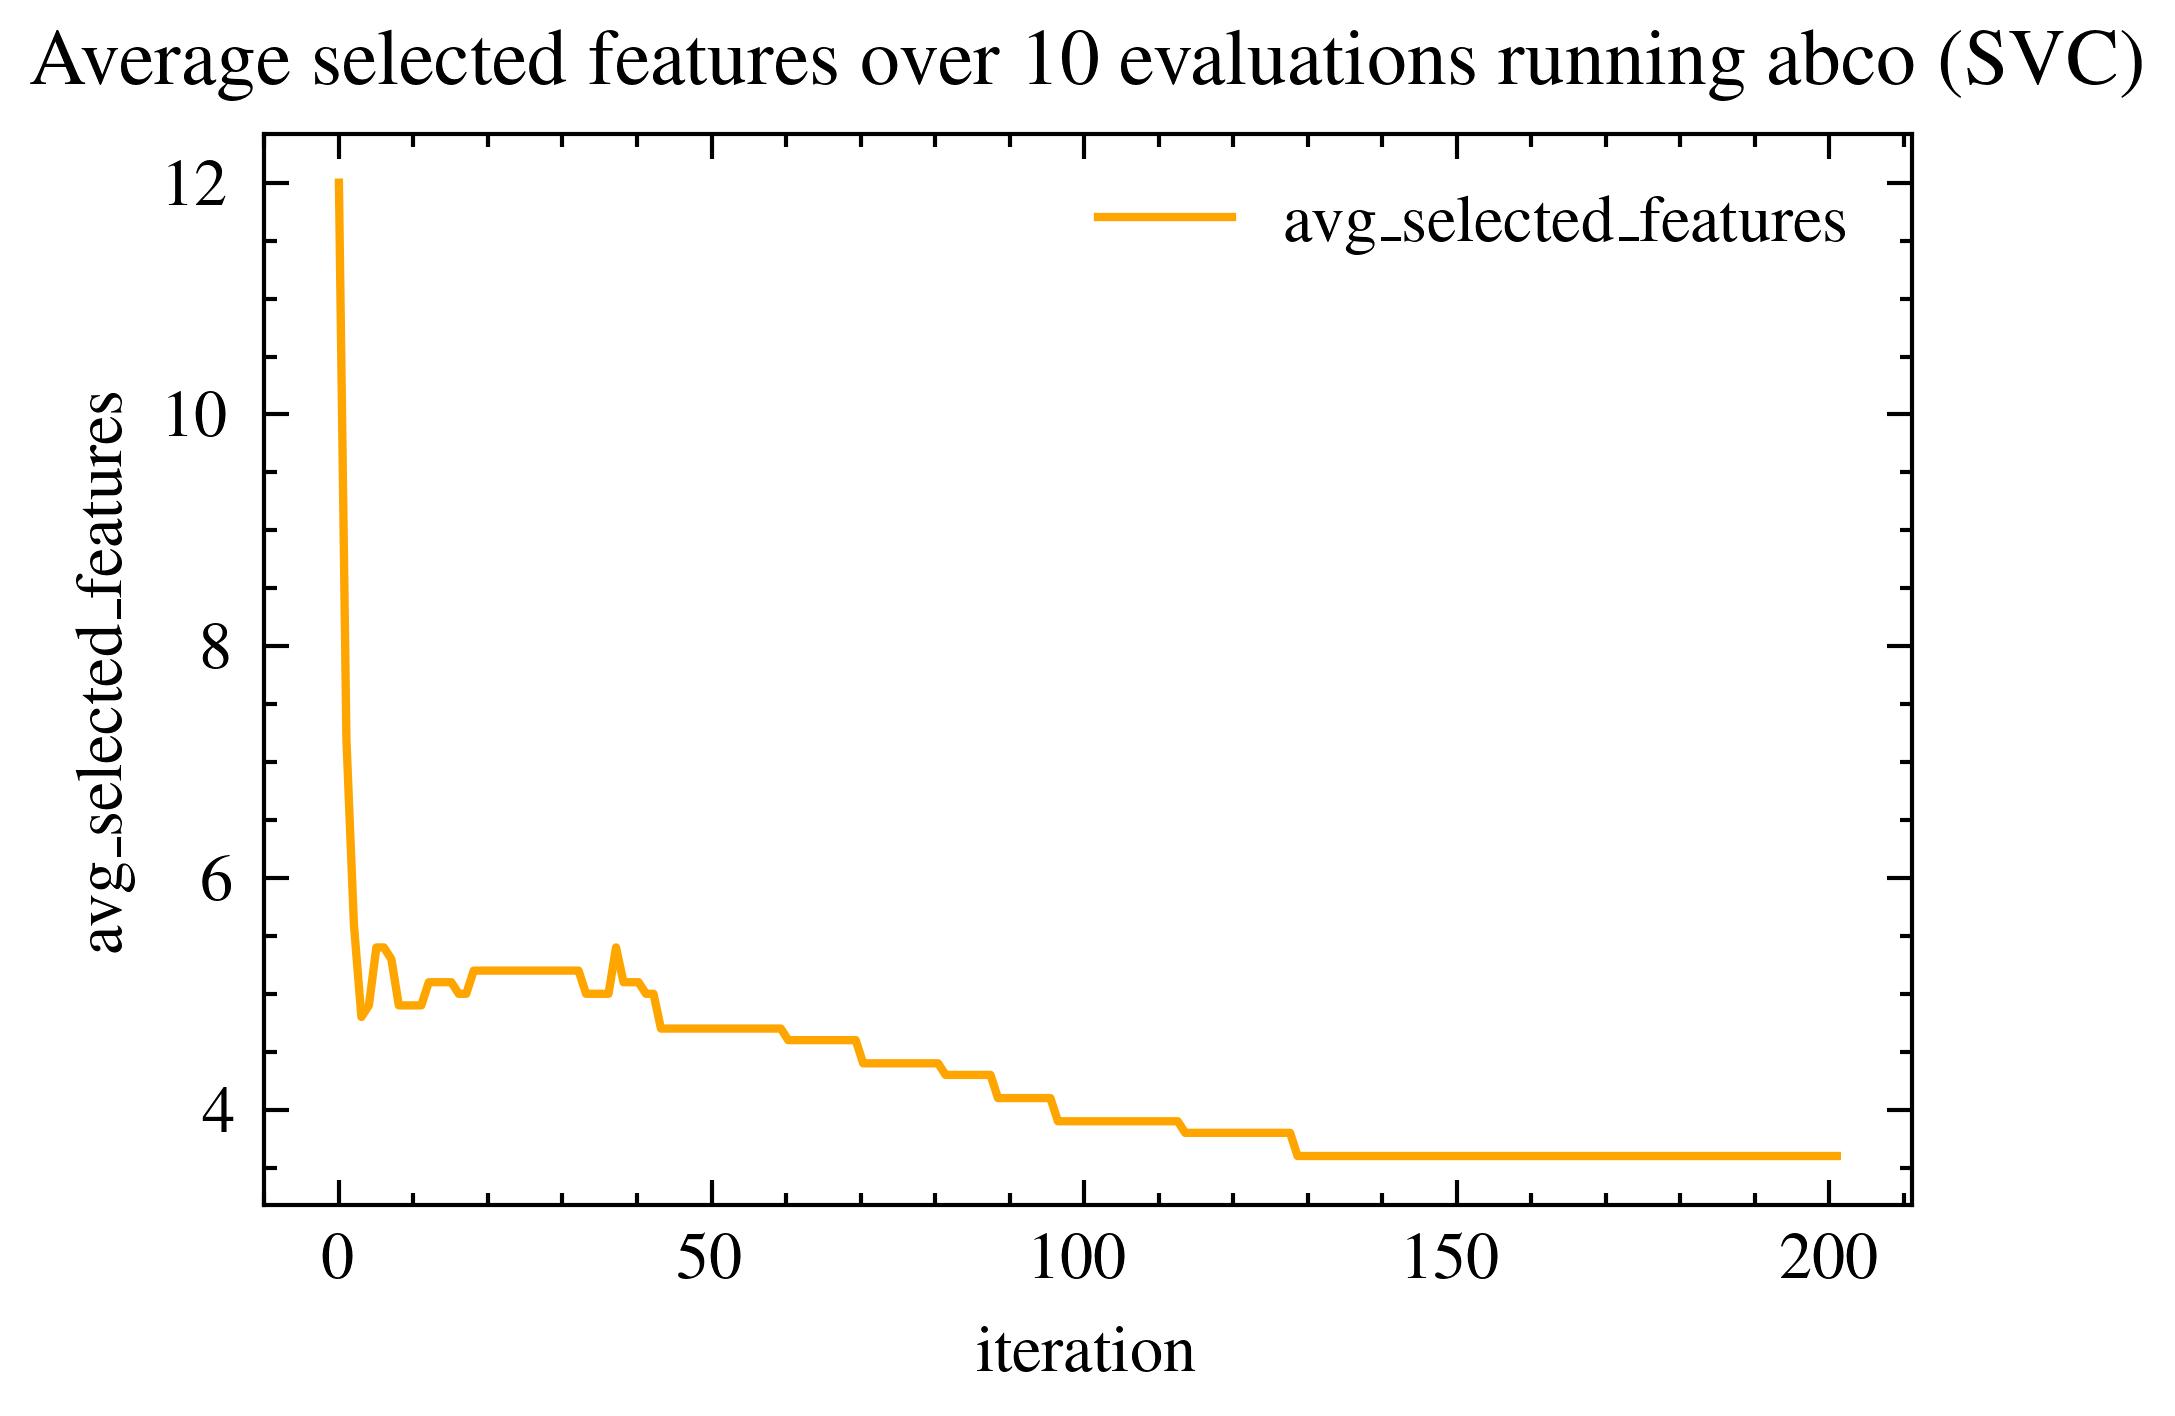 Average selected features over 10 evaluations running abco (SVC)
avg_selected_features
12
10
8
6
4
avg_selected_features
0 50 100 150 200
iteration